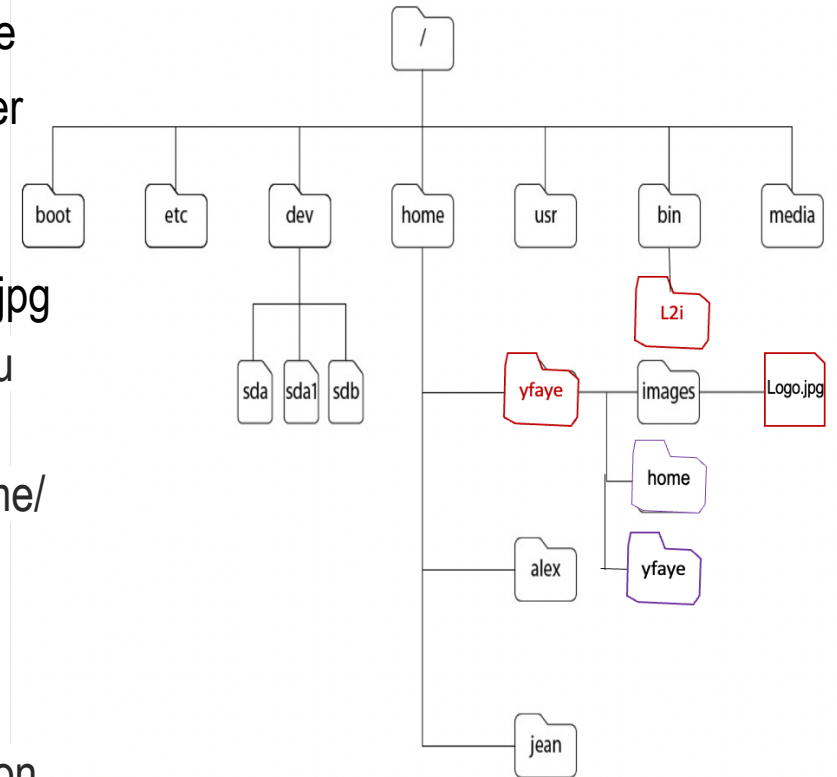 e
er
jpg
u
ne/
on
/
boot etc dev home usr bin media
L2i
sda sda1 sdb
yfaye images Logo.jpg
home
alex yfaye
jean